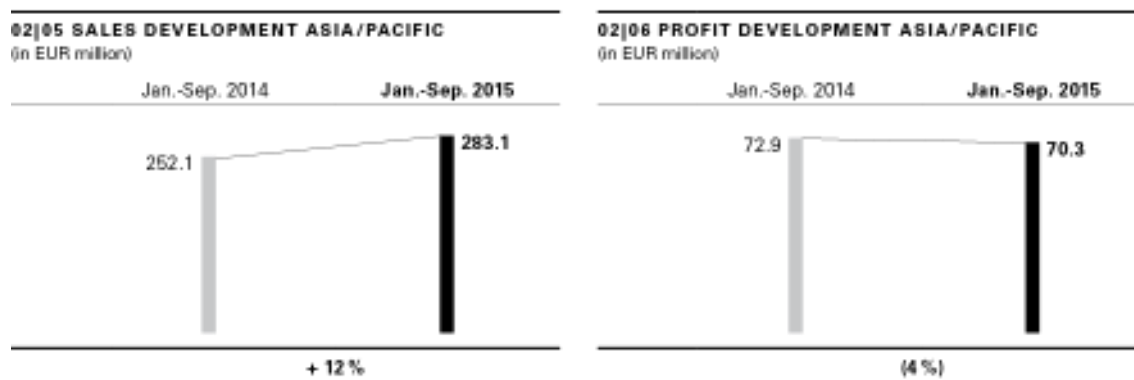 02|05 SALES DEVELOPMENT ASIA/PACIFIC
(in EUR million)
Jan.-Sep. 2014 Jan.-Sep. 2015
252.1 283.1
+ 12 %
02|06 PROFIT DEVELOPMENT ASIA/PACIFIC
(in EUR million)
Jan.-Sep. 2014 Jan.-Sep. 2015
72.9 70.3
(4 %)